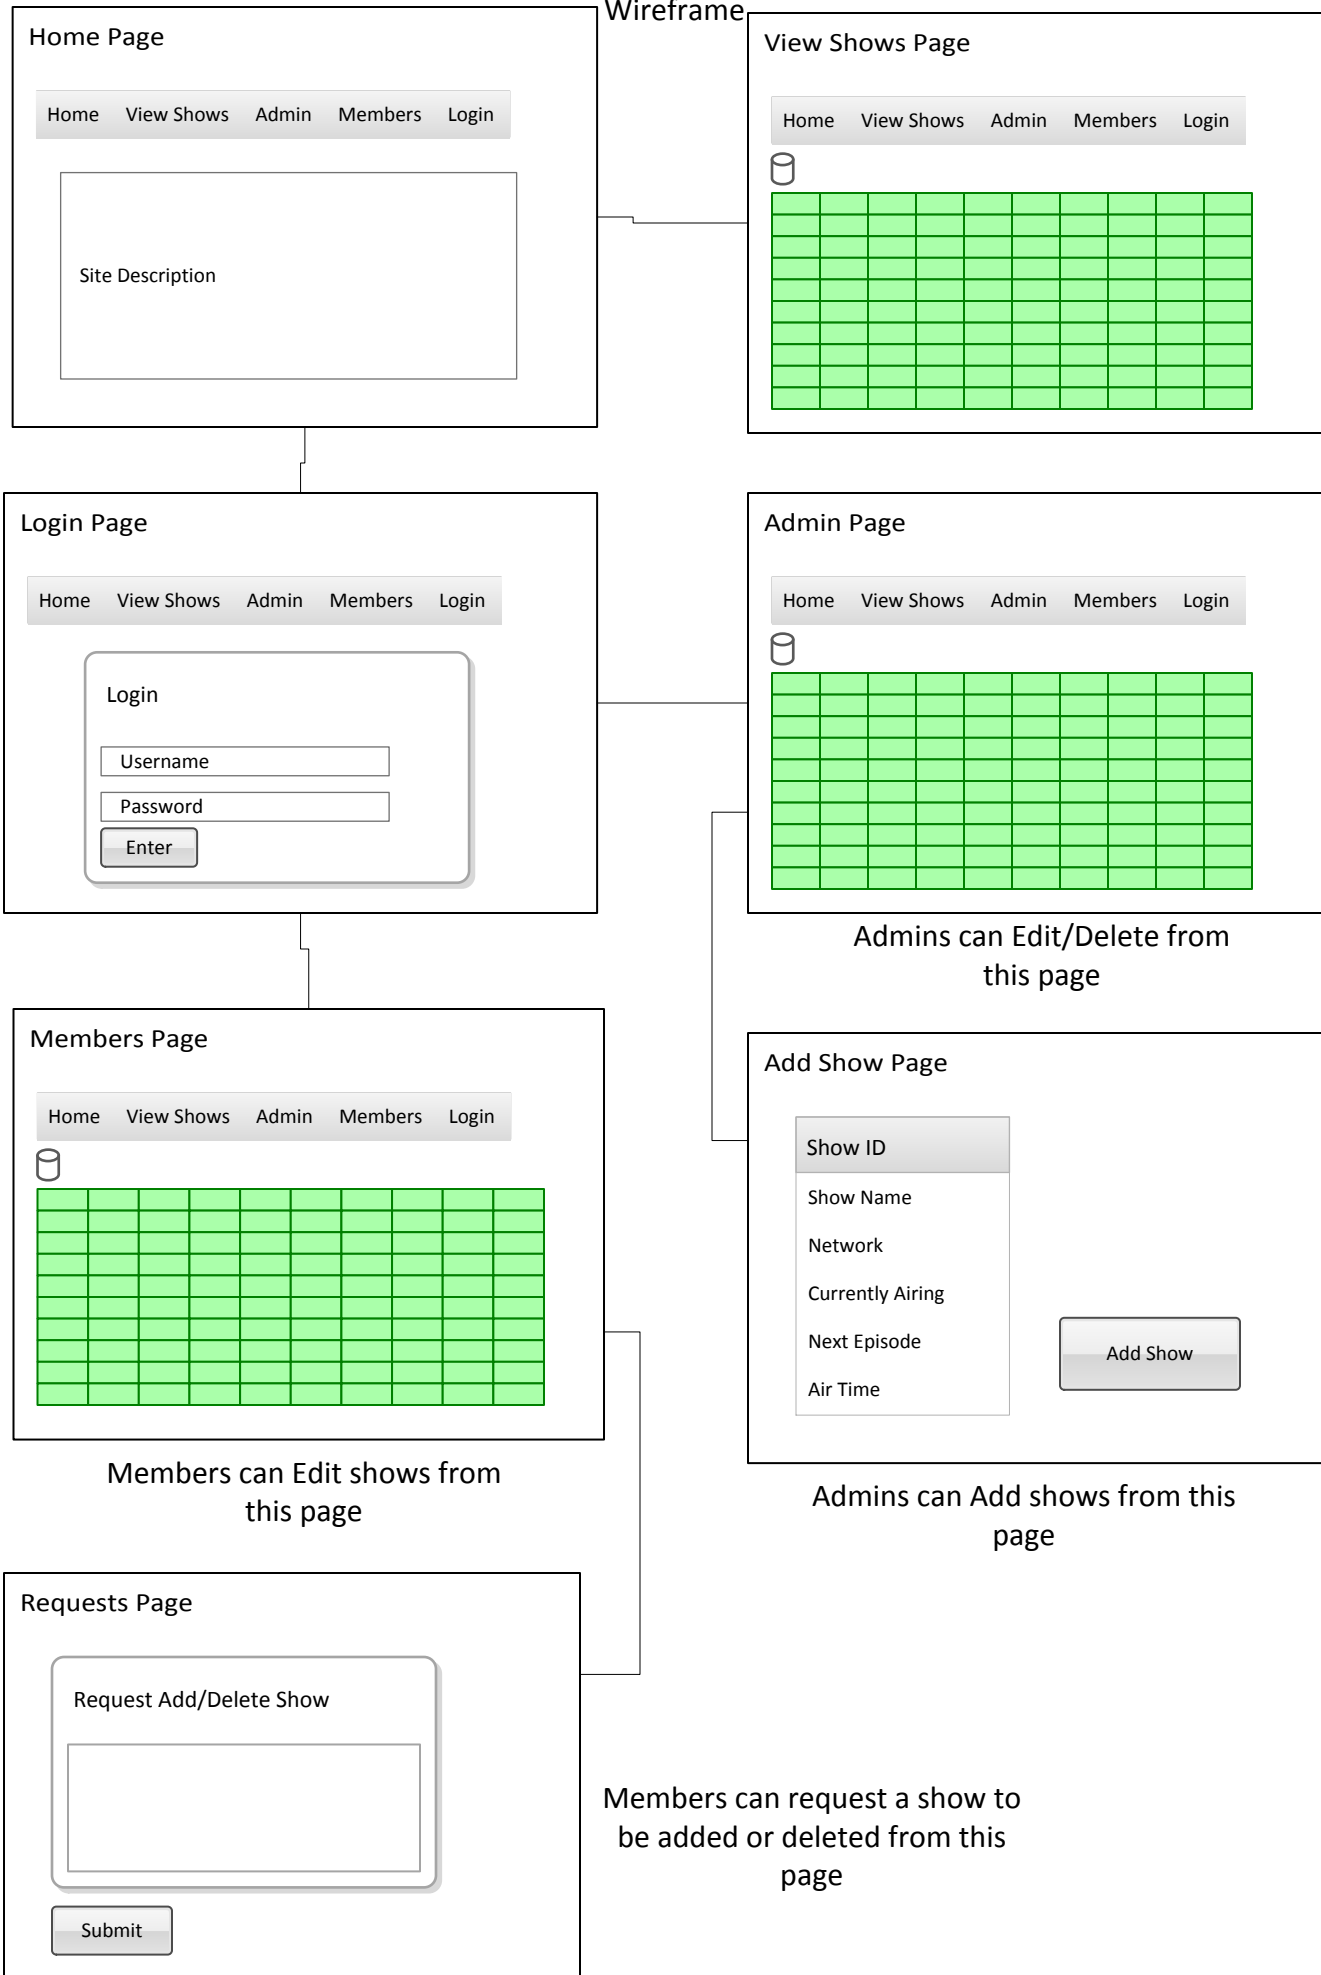 Wireframe
Home Page
Home View Shows Admin Members Login
Site Description
View Shows Page
Home View Shows Admin Members Login
Login Page
Home View Shows Admin Members Login
Login
Username
Password
Enter
Admin Page
Home View Shows Admin Members Login
Admins can Edit/Delete from
this page
Members Page
Home View Shows Admin Members Login
Members can Edit shows from
this page
Add Show Page
Show ID
Show Name
Network
Currently Airing
Next Episode
Air Time
Add Show
Admins can Add shows from this
page
Requests Page
Request Add/Delete Show
Submit
Members can request a show to
be added or deleted from this
page